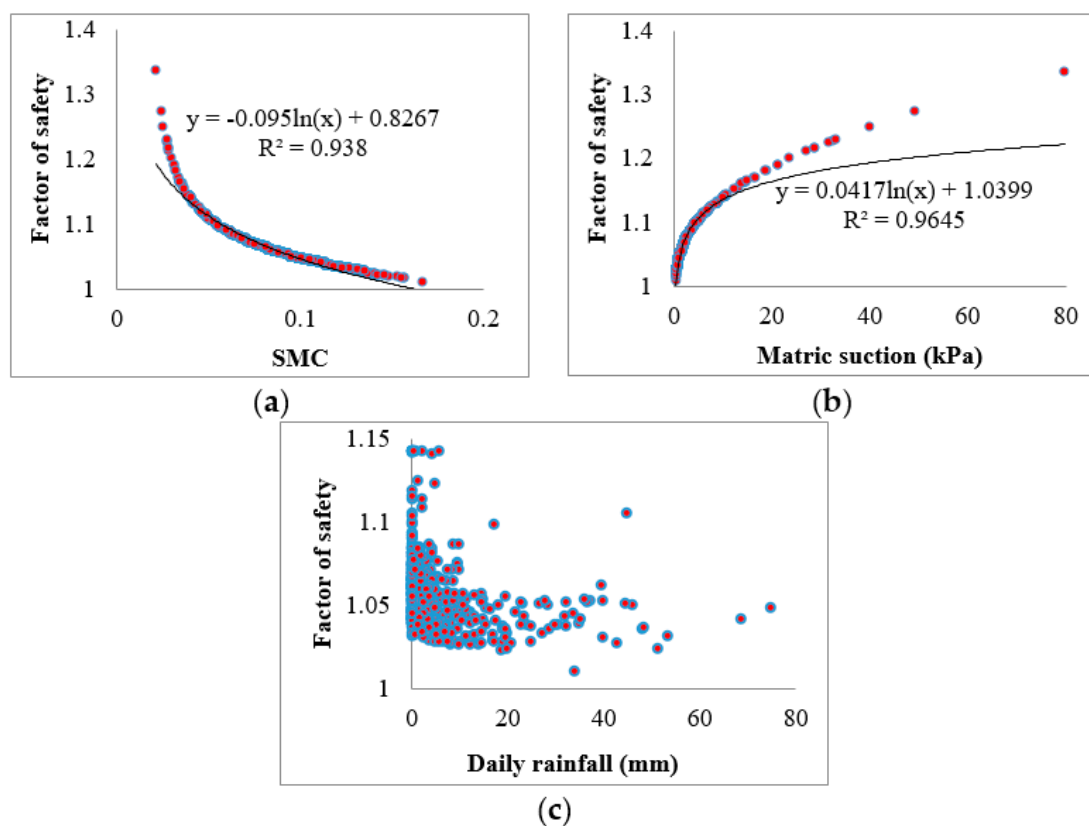 1.4
1.3
1.2
1.1
1
Factor of safety
y = -0.095ln(x) + 0.8267
R² = 0.938
0
0.1
0.2
SMC
(a)
1.4
1.3
1.2
1.1
1
Factor of safety
y = 0.0417ln(x) + 1.0399
R² = 0.9645
0
20
40
60
80
Matric suction (kPa)
(b)
1.15
1.1
1.05
1
Factor of safety
0
20
40
60
80
Daily rainfall (mm)
(c)